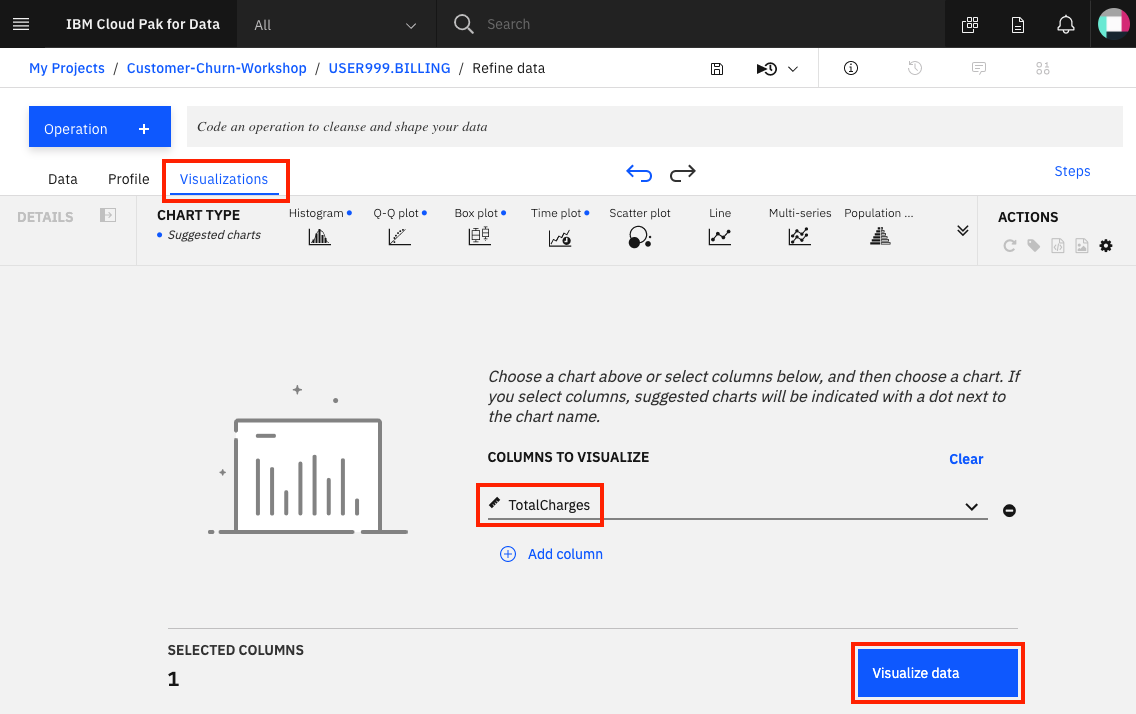 IBM Cloud Pak for Data
All
Search
My Projects / Customer-Churn-Workshop / USER999.BILLING / Refine data
Operation +
Code an operation to cleanse and shape your data
Data
Profile
Visualizations
Steps
DETAILS
CHART TYPE
Suggested charts
Histogram
Q-Q plot
Box plot
Time plot
Scatter plot
Line
Multi-series
Population ...
ACTIONS
Choose a chart above or select columns below, and then choose a chart. If
you select columns, suggested charts will be indicated with a dot next to
the chart name.
COLUMNS TO VISUALIZE
Clear
TotalCharges
Add column
SELECTED COLUMNS
1
Visualize data